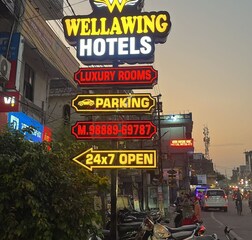 WELLAWING
HOTELS
LUXURY ROOMS
PARKING
M.98889-69787
24x7 OPEN